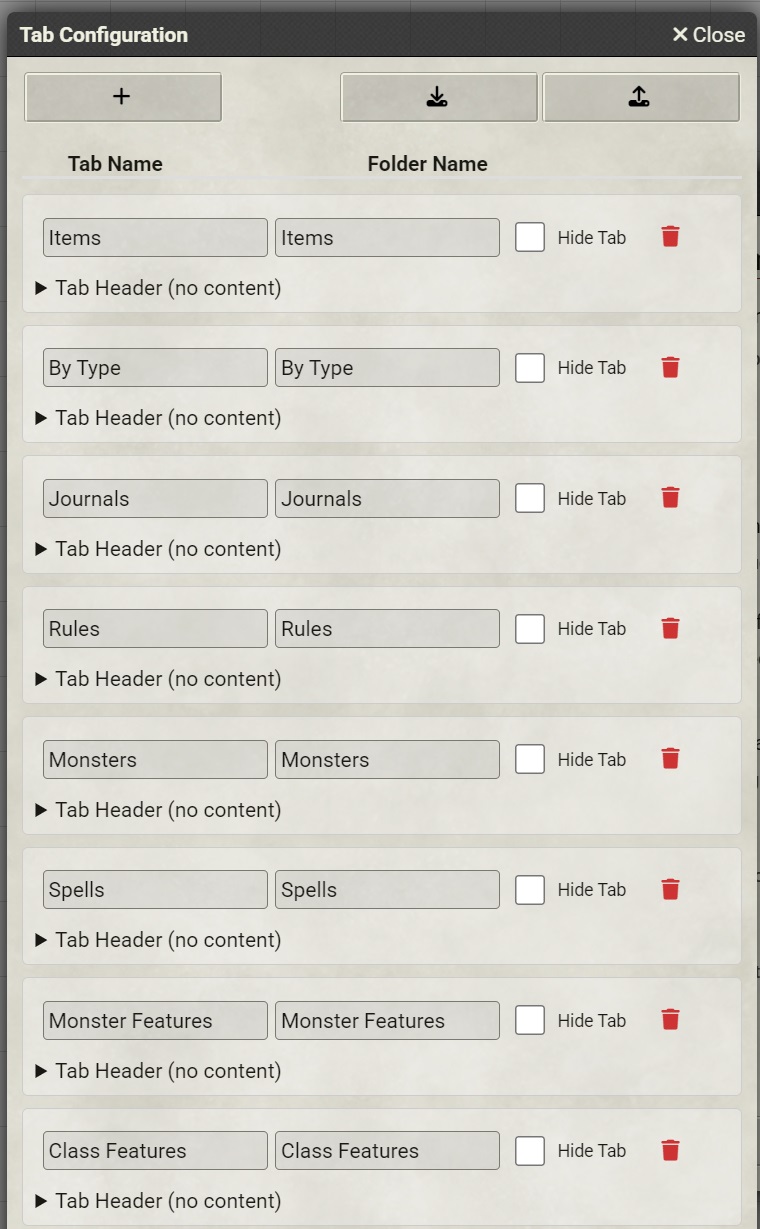 Tab Configuration
Close
Tab Name Folder Name
Items Items Hide Tab
Tab Header (no content)
By Type By Type Hide Tab
Tab Header (no content)
Journals Journals Hide Tab
Tab Header (no content)
Rules Rules Hide Tab
Tab Header (no content)
Monsters Monsters Hide Tab
Tab Header (no content)
Spells Spells Hide Tab
Tab Header (no content)
Monster Features Monster Features Hide Tab
Tab Header (no content)
Class Features Class Features Hide Tab
Tab Header (no content)